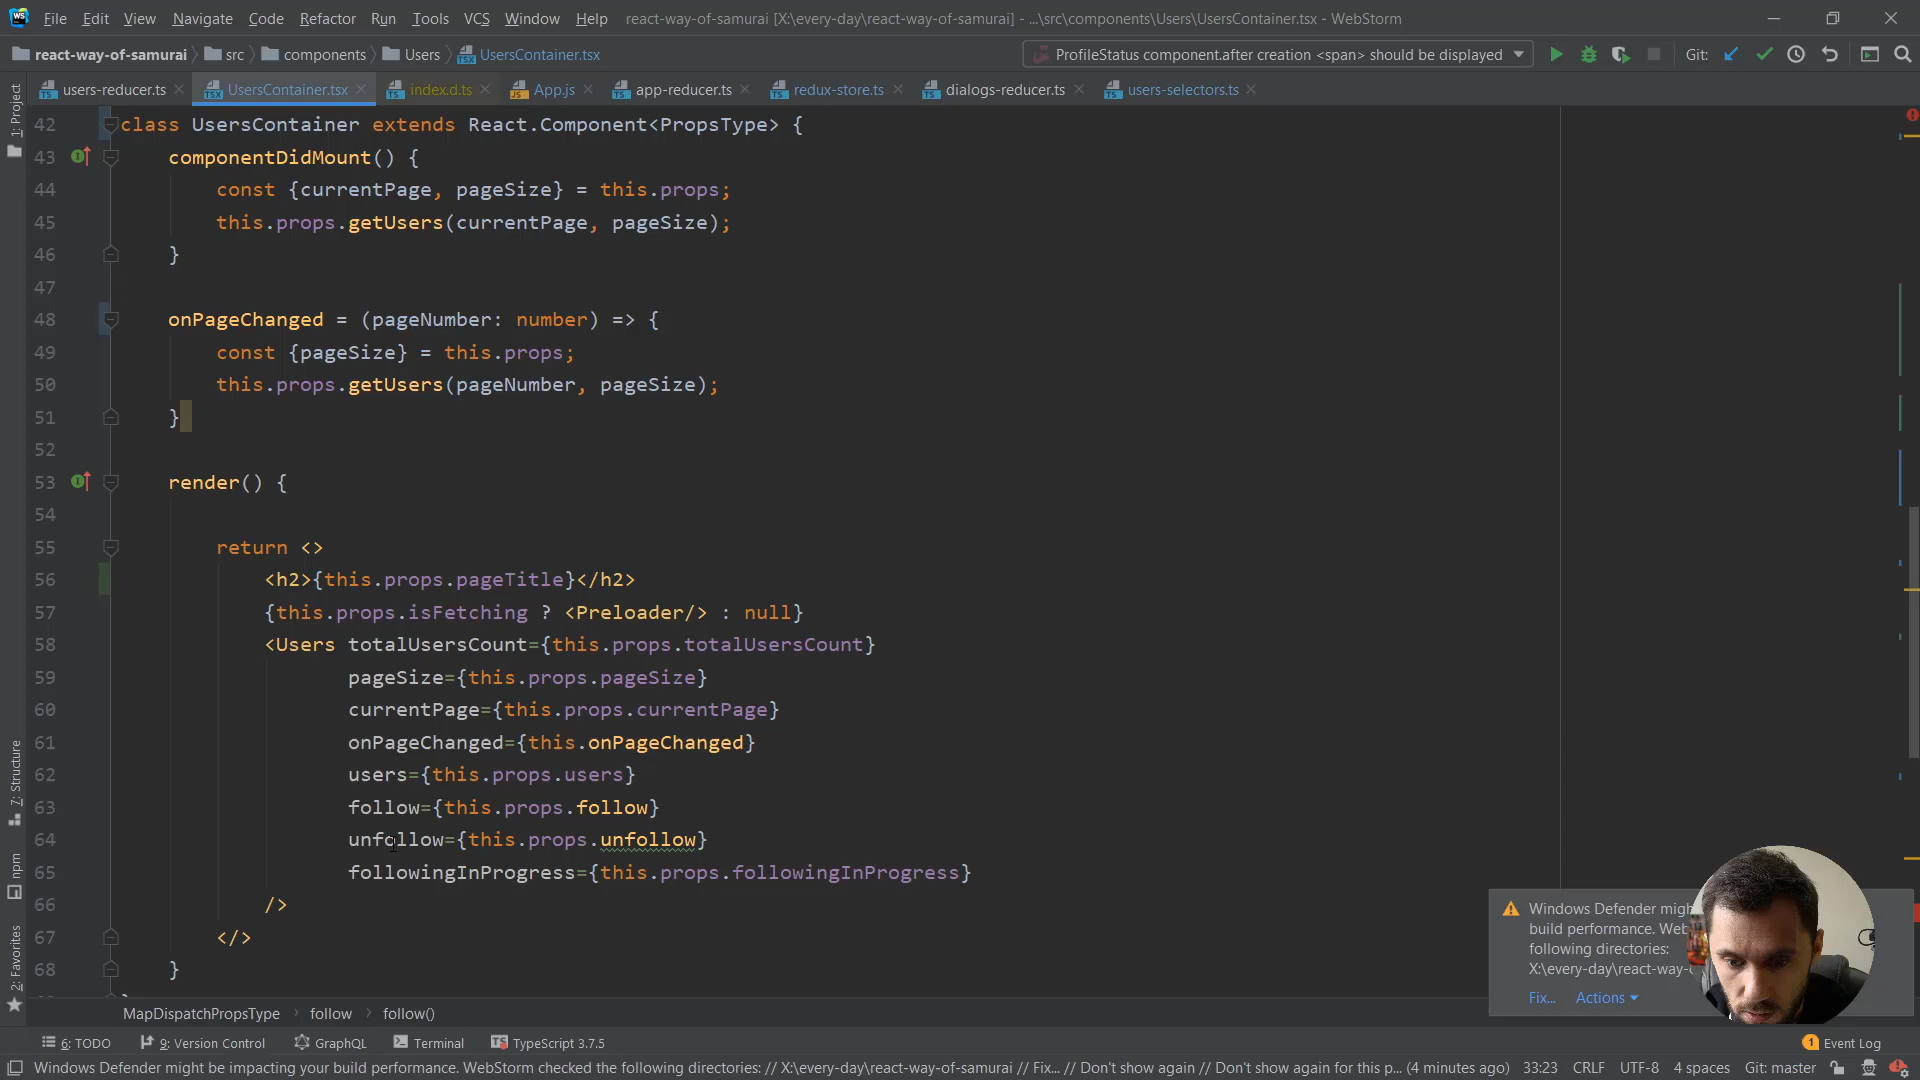 File Edit View Navigate Code Refactor Run Tools VCS Window Help react-way-of-samurai [X:\every-day\react-way-of-samurai] - ...\src\components\Users\UsersContainer.tsx - WebStorm
react-way-of-samurai src components Users UsersContainer.tsx ProfileStatus component.after creation <span> should be displayed Git:
users-reducer.ts UsersContainer.tsx index.d.ts App.js app-reducer.ts redux-store.ts dialogs-reducer.ts users-selectors.ts
1: Project
7: Structure
npm
2: Favorites
42 class UsersContainer extends React.Component<PropsType> {
43 componentDidMount() {
44 const {currentPage, pageSize} = this.props;
45 this.props.getUsers(currentPage, pageSize);
46 }
47
48 onPageChanged = (pageNumber: number) => {
49 const {pageSize} = this.props;
50 this.props.getUsers(pageNumber, pageSize);
51 }
52
53 render() {
54
55 return <>
56 <h2>{this.props.pageTitle}</h2>
57 {this.props.isFetching ? <Preloader/> : null}
58 <Users totalUsersCount={this.props.totalUsersCount}
59 pageSize={this.props.pageSize}
60 currentPage={this.props.currentPage}
61 onPageChanged={this.onPageChanged}
62 users={this.props.users}
63 follow={this.props.follow}
64 unfollow={this.props.unfollow}
65 followingInProgress={this.props.followingInProgress}
66 />
67 </>
68 }
Windows Defender
build performance.
following directories:
X:\every-day\react-way-
Fix... Actions
MapDispatchPropsType follow follow()
6: TODO 9: Version Control GraphQL Terminal TypeScript 3.7.5 1 Event Log
Windows Defender might be impacting your build performance. WebStorm checked the following directories: // X:\every-day\react-way-of-samurai // Fix... // Don't show again // Don't show again for this p... (4 minutes ago) 33:23 CRLF UTF-8 4 spaces Git: master